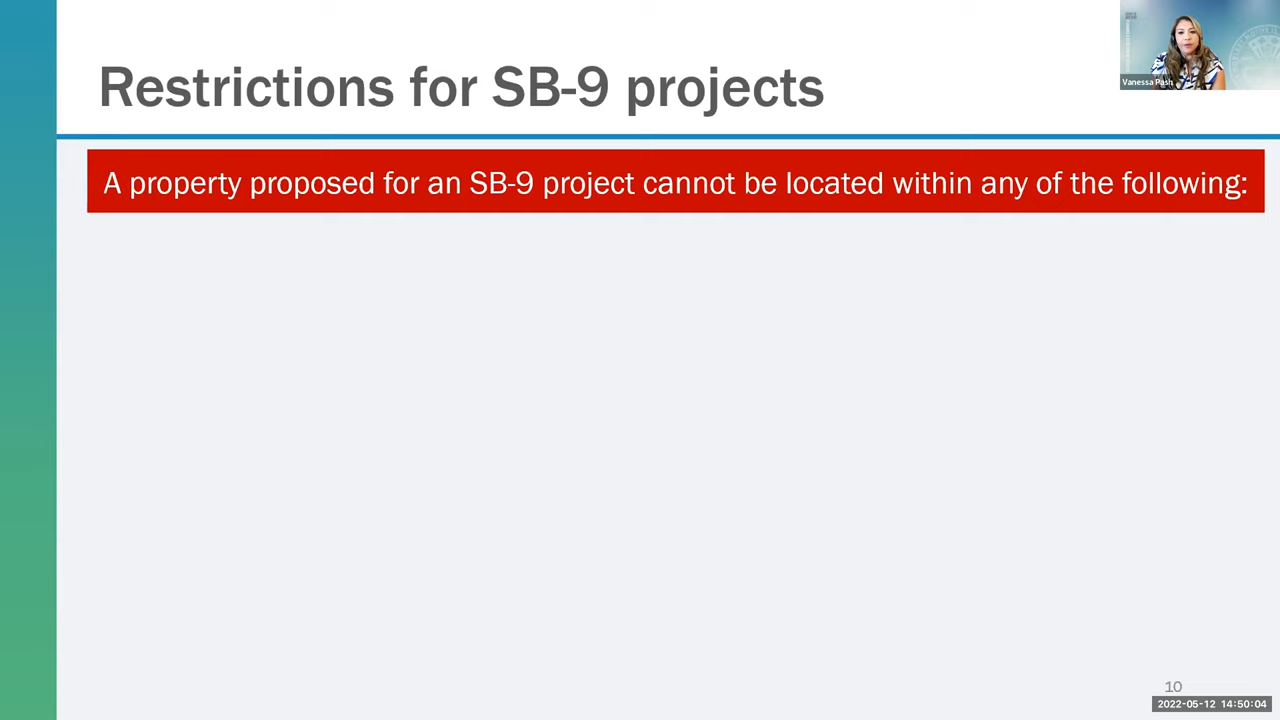 Restrictions for SB-9 projects
Vanessa Pash
A property proposed for an SB-9 project cannot be located within any of the following:
10
2022-05-12 14:50:04